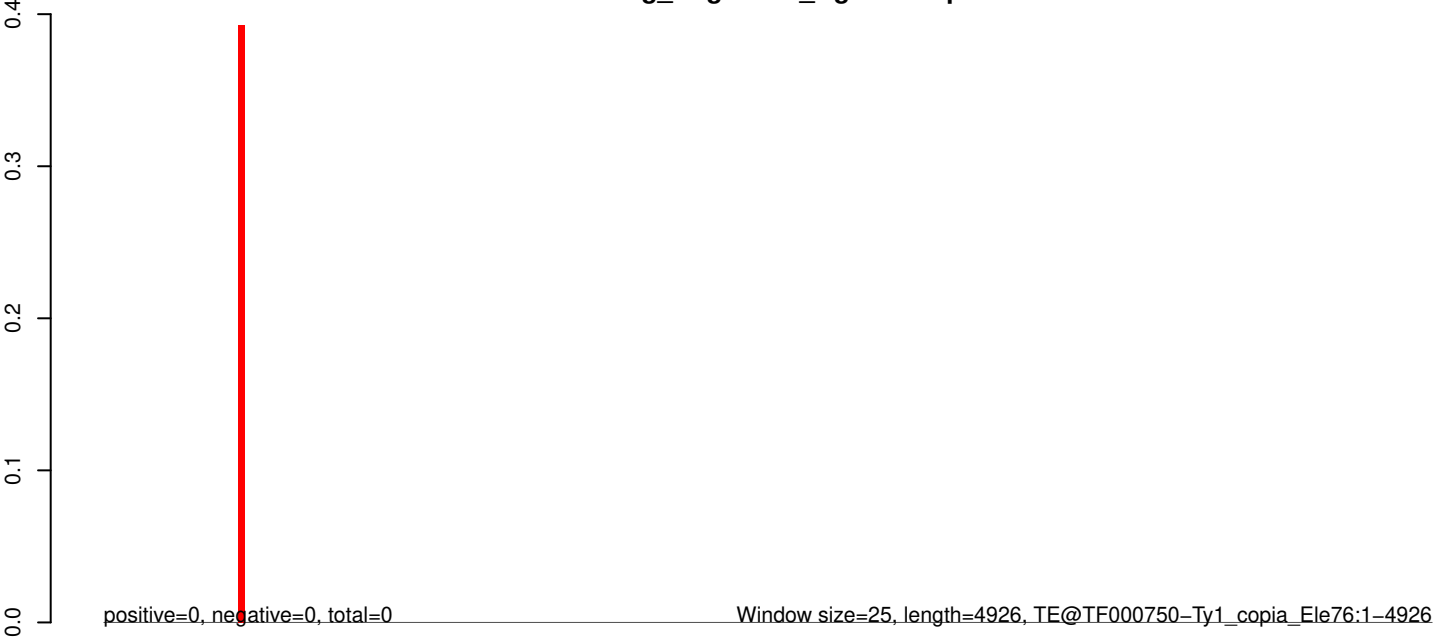 0.4
0.3
0.2
0.1
0.0
positive=0, negative=0, total=0
Window size=25, length=4926, TE@TF000750−Ty1_copia_Ele76:1−4926